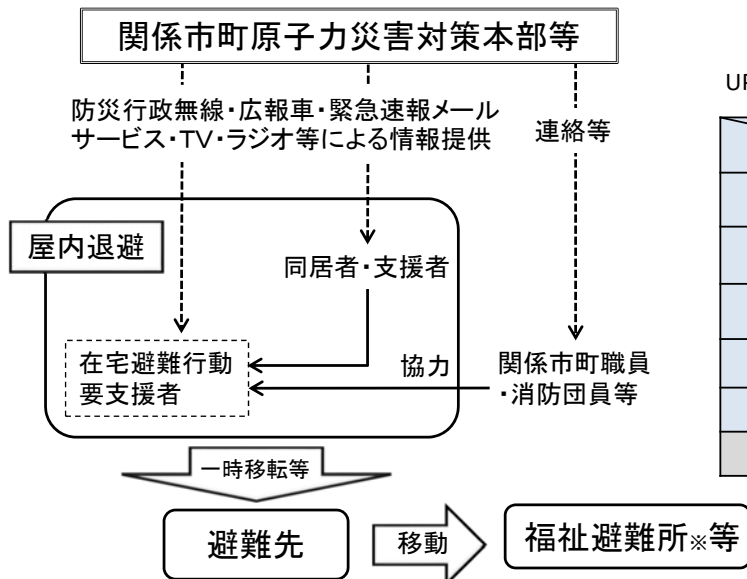 関係市町原子力災害対策本部等
防災行政無線・広報車・緊急速報メール
サービス・TV・ラジオ等による情報提供
連絡等
屋内退避
同居者・支援者
在宅避難行動
要支援者
協力
関係市町職員
・消防団員等
一時移転等
避難先
移動
福祉避難所※等